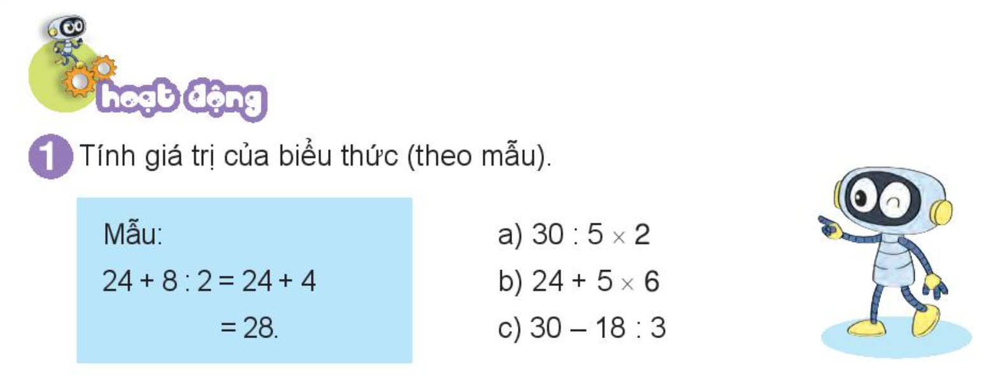 hoạt động
1 Tính giá trị của biểu thức (theo mẫu).
Mẫu:
24 + 8 : 2 = 24 + 4
= 28.
a) 30 : 5 × 2
b) 24 + 5 × 6
c) 30 – 18 : 3